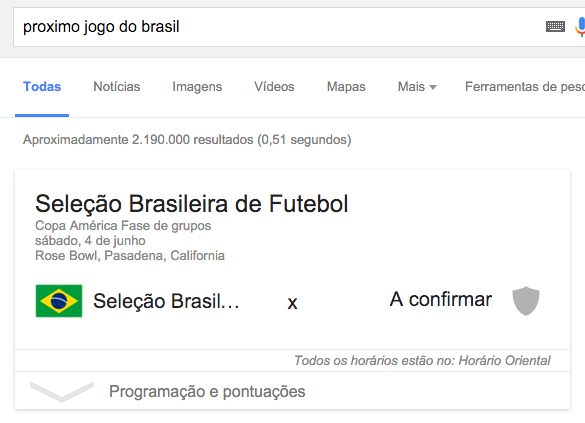 proximo jogo do brasil
Todas Notícias Imagens Vídeos Mapas Mais Ferramentas de pesc
Aproximadamente 2.190.000 resultados (0,51 segundos)
Seleção Brasileira de Futebol
Copa América Fase de grupos
sábado, 4 de junho
Rose Bowl, Pasadena, California
Seleção Brasil... x A confirmar
Todos os horários estão no: Horário Oriental
Programação e pontuações